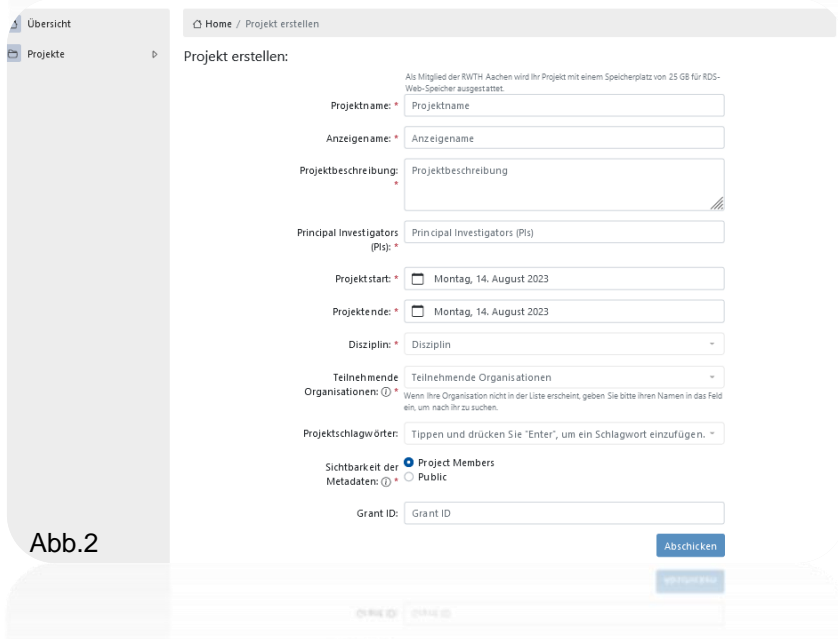 Übersicht
Home / Projekt erstellen
Projekte
Projekt erstellen:
Als Mitglied der RWTH Aachen wird Ihr Projekt mit einem Speicherplatz von 25 GB für RDS-
Web-Speicher ausgestattet.
Projektname: * Projektname
Anzeigename: * Anzeigename
Projektbeschreibung: * Projektbeschreibung
Principal Investigators Principal Investigators (PIs)
(PIs): *
Projektstart: * Montag, 14. August 2023
Projektende: * Montag, 14. August 2023
Disziplin: * Disziplin
Teilnehmende Teilnehmende Organisationen
Organisationen: * Wenn Ihre Organisation nicht in der Liste erscheint, geben Sie bitte ihren Namen in das Feld
ein, um nach ihr zu suchen.
Projektschlagwörter: Tippen und drücken Sie "Enter", um ein Schlagwort einzufügen.
Sichtbarkeit der Project Members
Metadaten: * Public
Grant ID: Grant ID
Abb.2
Abschicken